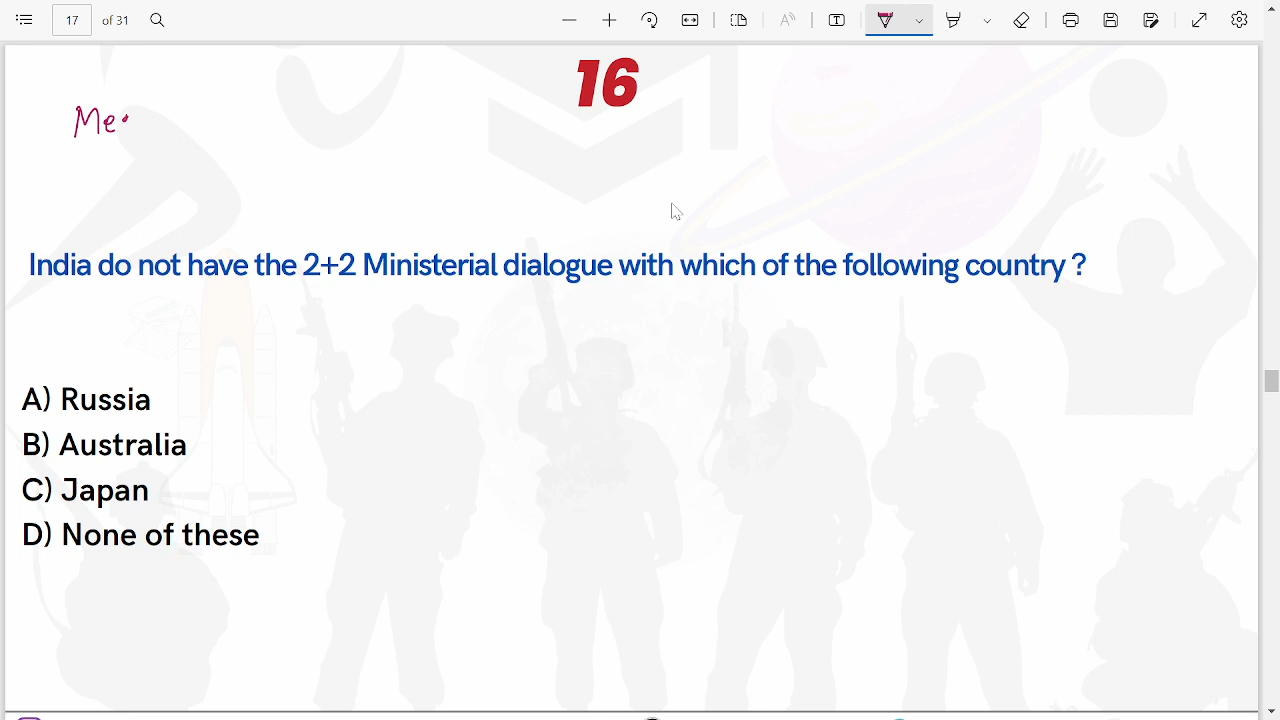 17 of 31
16
Me.
India do not have the 2+2 Ministerial dialogue with which of the following country ?
A) Russia
B) Australia
C) Japan
D) None of these